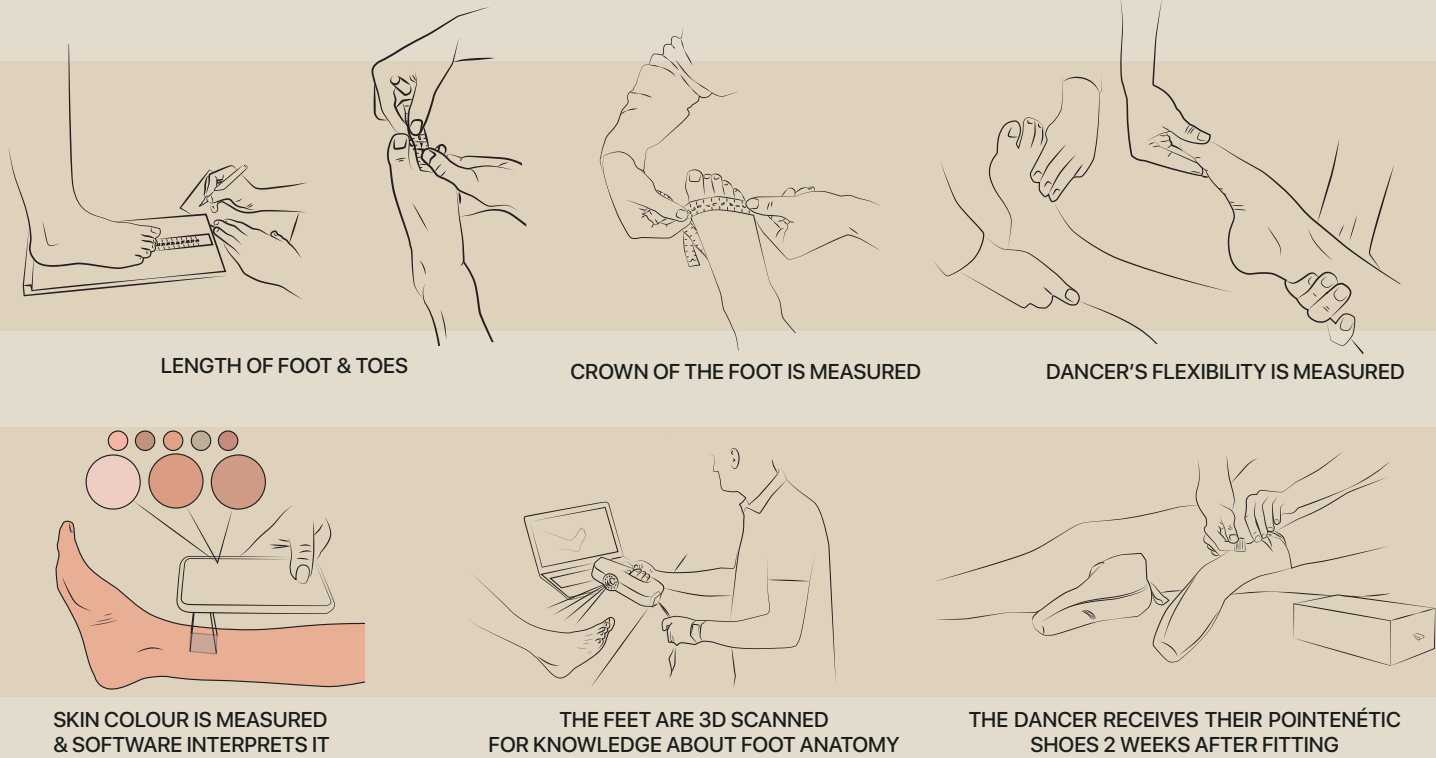 LENGTH OF FOOT & TOES
CROWN OF THE FOOT IS MEASURED
DANCER’S FLEXIBILITY IS MEASURED
SKIN COLOUR IS MEASURED
& SOFTWARE INTERPRETS IT
THE FEET ARE 3D SCANNED
FOR KNOWLEDGE ABOUT FOOT ANATOMY
THE DANCER RECEIVES THEIR POINTENÉTIC
SHOES 2 WEEKS AFTER FITTING